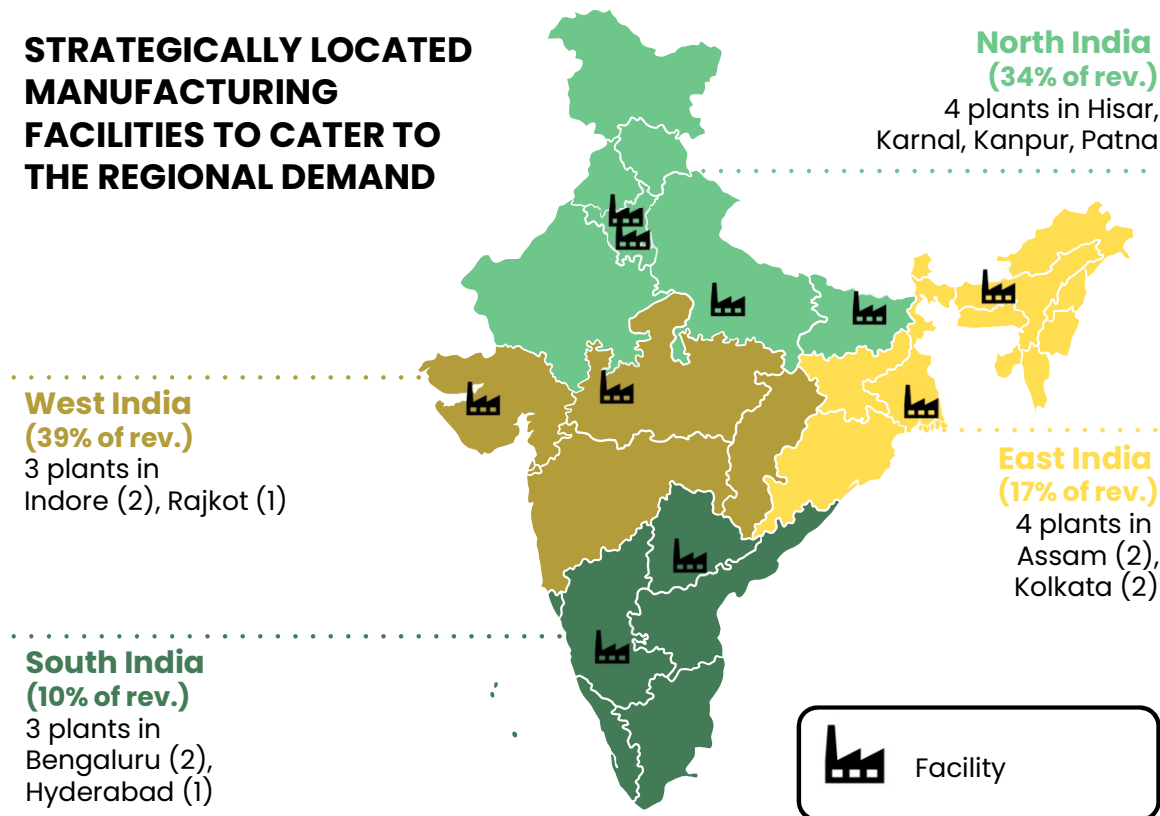 STRATEGICALLY LOCATED
MANUFACTURING
FACILITIES TO CATER TO
THE REGIONAL DEMAND
North India
(34% of rev.)
4 plants in Hisar,
Karnal, Kanpur, Patna
West India
(39% of rev.)
3 plants in
Indore (2), Rajkot (1)
East India
(17% of rev.)
4 plants in
Assam (2),
Kolkata (2)
South India
(10% of rev.)
3 plants in
Bengaluru (2),
Hyderabad (1)
Facility